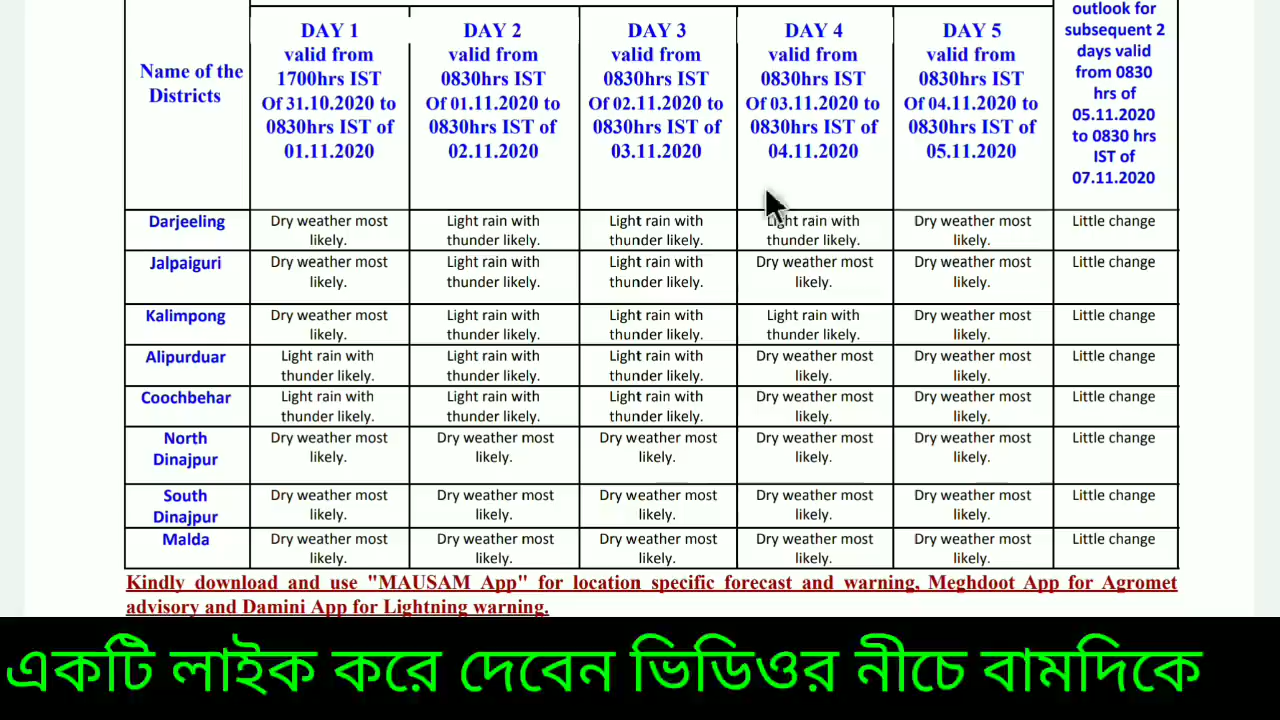 Name of the
Districts
DAY 1
valid from
1700hrs IST
Of 31.10.2020 to
0830hrs IST of
01.11.2020
DAY 2
valid from
0830hrs IST
Of 01.11.2020 to
0830hrs IST of
02.11.2020
DAY 3
valid from
0830hrs IST
Of 02.11.2020 to
0830hrs IST of
03.11.2020
DAY 4
valid from
0830hrs IST
Of 03.11.2020 to
0830hrs IST of
04.11.2020
DAY 5
valid from
0830hrs IST
Of 04.11.2020 to
0830hrs IST of
05.11.2020
outlook for
subsequent 2
days valid
from 0830
hrs of
05.11.2020
to 0830 hrs
IST of
07.11.2020
Darjeeling
Dry weather most
likely.
Light rain with
thunder likely.
Light rain with
thunder likely.
Light rain with
thunder likely.
Dry weather most
likely.
Little change
Jalpaiguri
Dry weather most
likely.
Light rain with
thunder likely.
Light rain with
thunder likely.
Dry weather most
likely.
Dry weather most
likely.
Little change
Kalimpong
Dry weather most
likely.
Light rain with
thunder likely.
Light rain with
thunder likely.
Light rain with
thunder likely.
Dry weather most
likely.
Little change
Alipurduar
Light rain with
thunder likely.
Light rain with
thunder likely.
Light rain with
thunder likely.
Dry weather most
likely.
Dry weather most
likely.
Little change
Coochbehar
Light rain with
thunder likely.
Light rain with
thunder likely.
Light rain with
thunder likely.
Dry weather most
likely.
Dry weather most
likely.
Little change
North
Dinajpur
Dry weather most
likely.
Dry weather most
likely.
Dry weather most
likely.
Dry weather most
likely.
Dry weather most
likely.
Little change
South
Dinajpur
Dry weather most
likely.
Dry weather most
likely.
Dry weather most
likely.
Dry weather most
likely.
Dry weather most
likely.
Little change
Malda
Dry weather most
likely.
Dry weather most
likely.
Dry weather most
likely.
Dry weather most
likely.
Dry weather most
likely.
Little change
Kindly download and use "MAUSAM App" for location specific forecast and warning, Meghdoot App for Agromet
advisory and Damini App for Lightning warning.
একটি লাইক করে দেবেন ভিডিওর নীচে বামদিকে